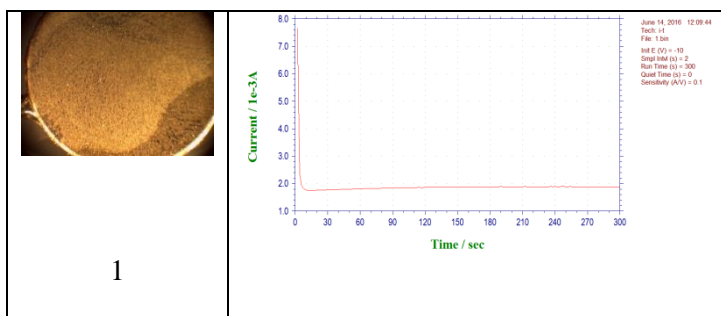 1
8.0
7.0
6.0
5.0
4.0
3.0
2.0
1.0
Current / 1e-3A
0 30 60 90 120 150 180 210 240 270 300
Time / sec
June 14, 2016 12:09:44
Tech: i-t
File: 1.bin
Init E (V) = -10
Smpl Intvl (s) = 2
Run Time (s) = 300
Quiet Time (s) = 0
Sensitivity (A/V) = 0.1